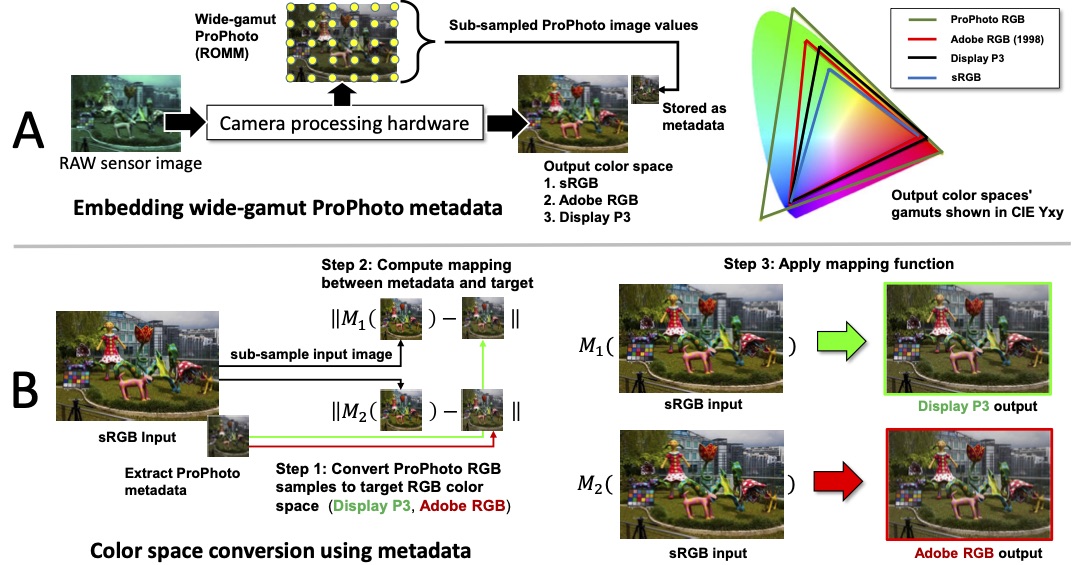 A
Wide-gamut
ProPhoto
(ROMM)
Sub-sampled ProPhoto image values
RAW sensor image
Camera processing hardware
Stored as
metadata
Output color space
1. sRGB
2. Adobe RGB
3. Display P3
Embedding wide-gamut ProPhoto metadata
ProPhoto RGB
Adobe RGB (1998)
Display P3
sRGB
Output color spaces'
gamuts shown in CIE Yxy
B
sRGB Input
Extract ProPhoto
metadata
Step 2: Compute mapping
between metadata and target
‖M₁( ) − ‖
sub-sample input image
‖M₂( ) − ‖
Step 1: Convert ProPhoto RGB
samples to target RGB color
space (Display P3, Adobe RGB)
Color space conversion using metadata
Step 3: Apply mapping function
M₁( )
sRGB input
Display P3 output
M₂( )
sRGB input
Adobe RGB output